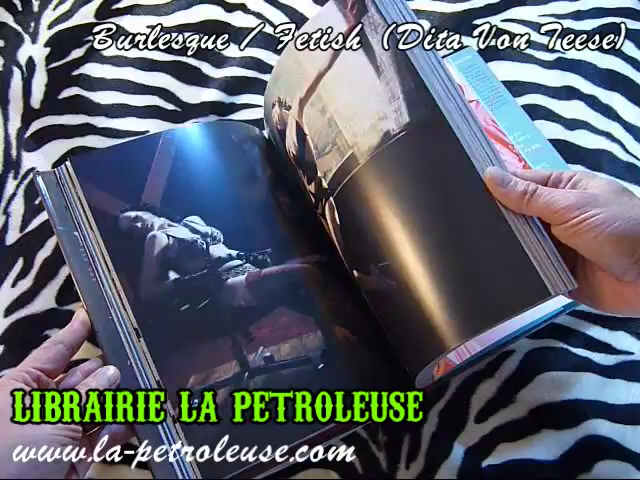 Burlesque / Fetish (Dita Von Teese)
LIBRAIRIE LA PETROLEUSE
www.la-petroleuse.com